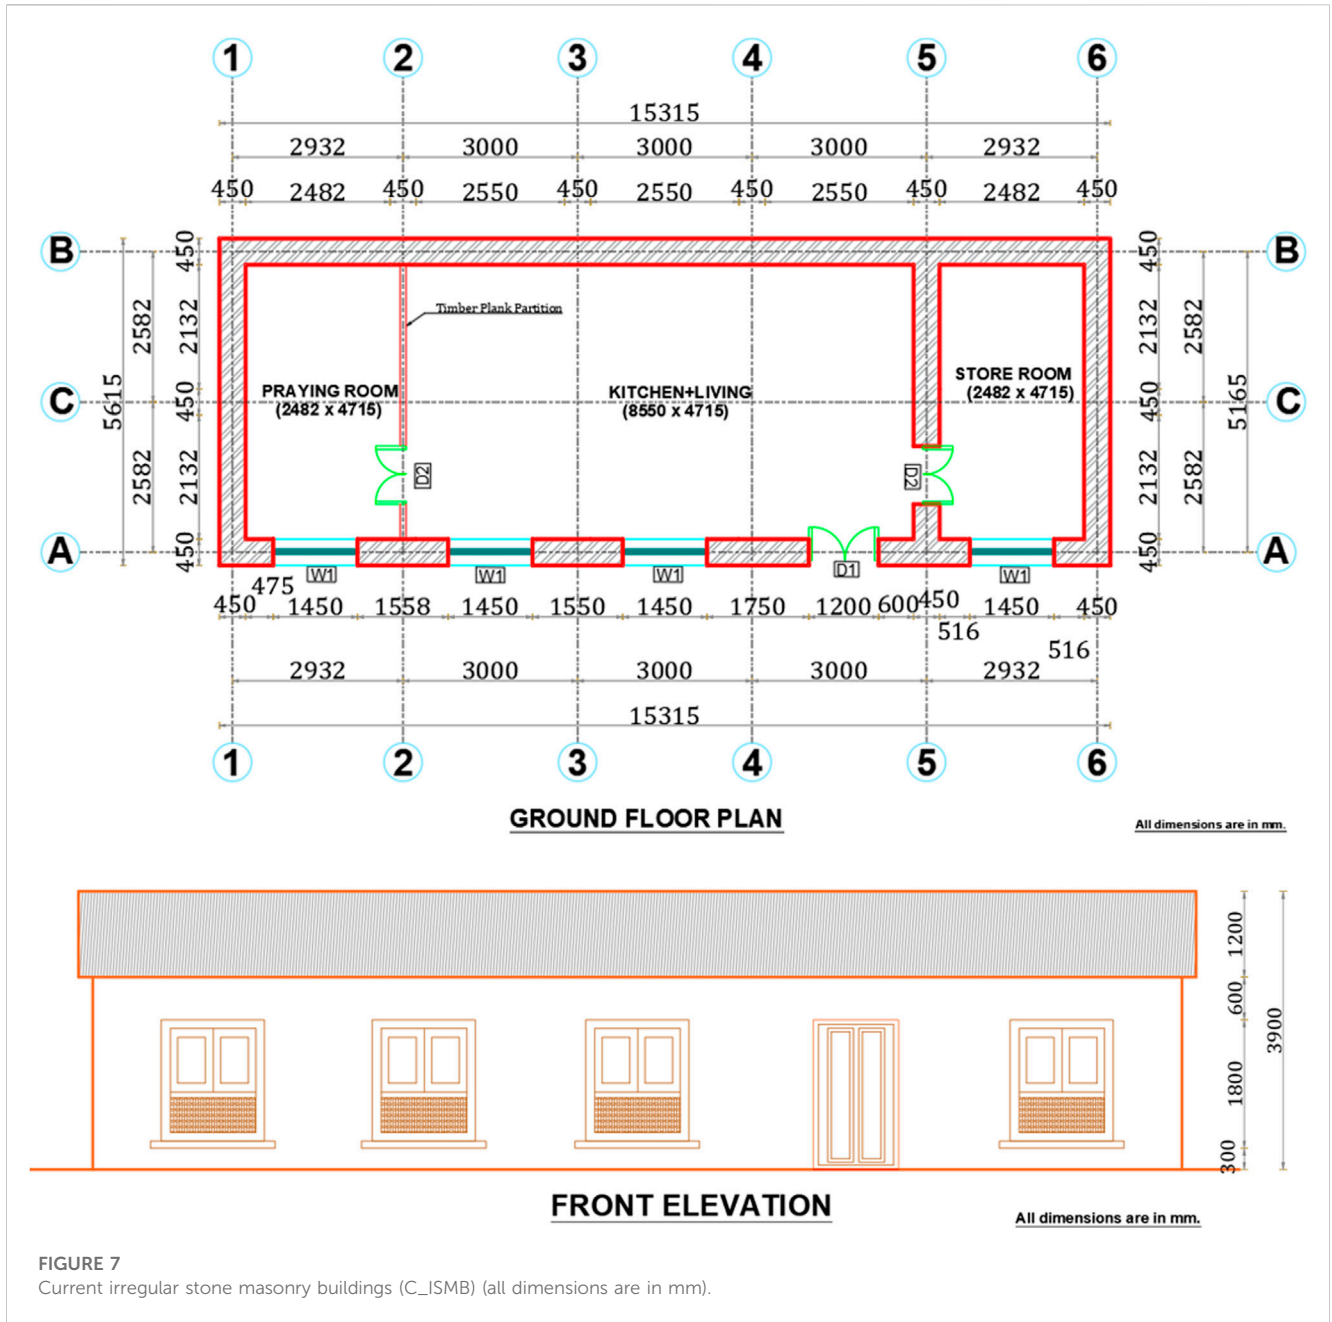 1 2 3 4 5 6
15315
2932 3000 3000 3000 2932
450 2482 450 2550 450 2550 450 2550 450 2482 450
B 450 450 B
Timber Plank Partition
2582 2132 2132 2582
PRAYING ROOM
(2482 x 4715)
KITCHEN+LIVING
(8550 x 4715)
STORE ROOM
(2482 x 4715)
C 5615 450 450 5165 C
2582 2132 D2 D2 2132 2582
A 450 450 A
W1 W1 W1 D1 W1
475
450 1450 1558 1450 1550 1450 1750 1200 600 450 1450 450
516
516
2932 3000 3000 3000 2932
15315
1 2 3 4 5 6
GROUND FLOOR PLAN
All dimensions are in mm.
1200
600
3900
1800
300
FRONT ELEVATION
All dimensions are in mm.
FIGURE 7
Current irregular stone masonry buildings (C_ISMB) (all dimensions are in mm).